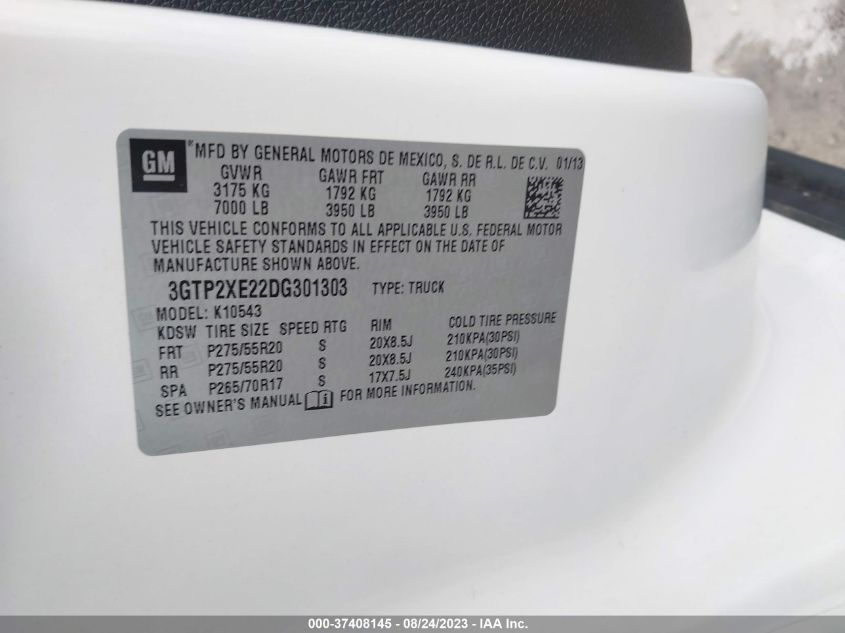 GM
*MFD BY GENERAL MOTORS DE MEXICO, S. DE R.L. DE C.V. 01/13
GVWR GAWR FRT GAWR RR
3175 KG 1792 KG 1792 KG
7000 LB 3950 LB 3950 LB
THIS VEHICLE CONFORMS TO ALL APPLICABLE U.S. FEDERAL MOTOR
VEHICLE SAFETY STANDARDS IN EFFECT ON THE DATE OF
MANUFACTURE SHOWN ABOVE.
3GTP2XE22DG301303 TYPE: TRUCK
MODEL: K10543
KDSW TIRE SIZE SPEED RTG RIM COLD TIRE PRESSURE
FRT P275/55R20 S 20X8.5J 210KPA(30PSI)
RR P275/55R20 S 20X8.5J 210KPA(30PSI)
SPA P265/70R17 S 17X7.5J 240KPA(35PSI)
SEE OWNER'S MANUAL i FOR MORE INFORMATION.
000-37408145 - 08/24/2023 - IAA Inc.